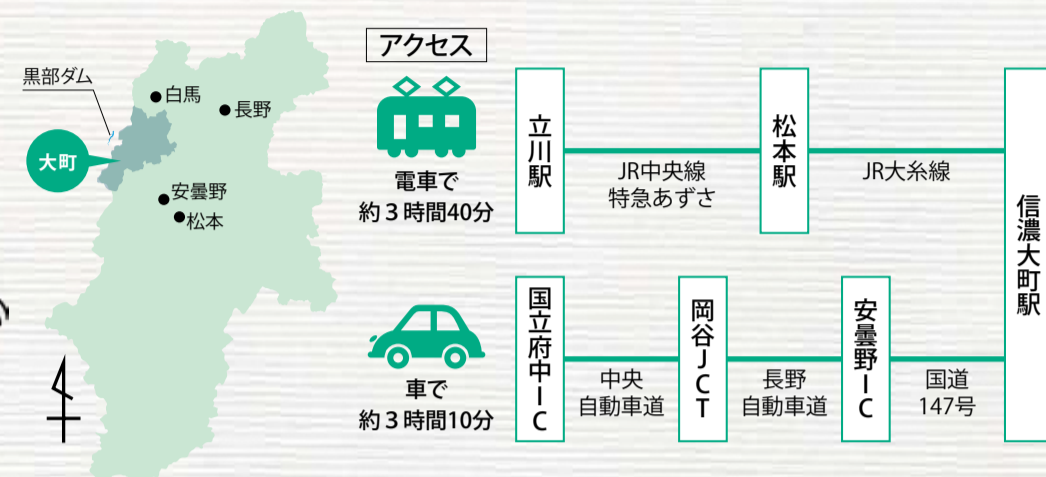 黒部ダム
白馬
長野
大町
安曇野
松本
アクセス
電車で
約3時間40分
立川駅
JR中央線
特急あずさ
松本駅
JR大糸線
信濃大町駅
車で
約3時間10分
国立府中IC
中央
自動車道
岡谷JCT
長野
自動車道
安曇野IC
国道
147号